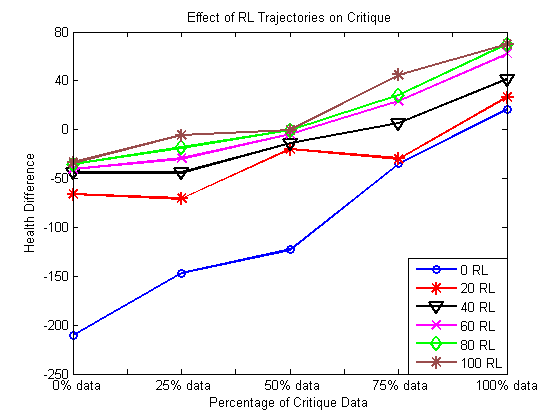 Effect of RL Trajectories on Critique
80
40
0
-50
-100
-150
-200
-250
Health Difference
0% data 25% data 50% data 75% data 100% data
Percentage of Critique Data
0 RL
20 RL
40 RL
60 RL
80 RL
100 RL